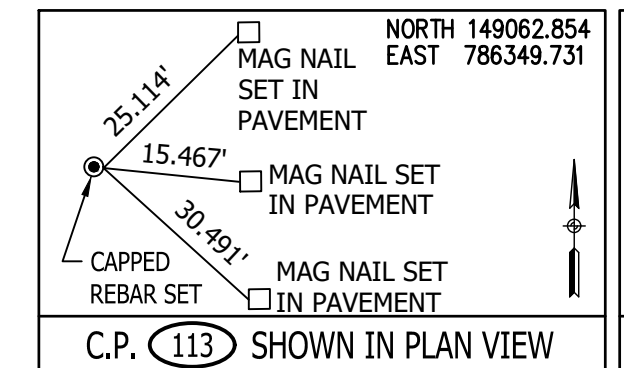 NORTH 149062.854
EAST 786349.731
MAG NAIL
SET IN
PAVEMENT
25.114'
15.467'
MAG NAIL SET
IN PAVEMENT
30.491'
CAPPED
REBAR SET
MAG NAIL SET
IN PAVEMENT
C.P. 113 SHOWN IN PLAN VIEW